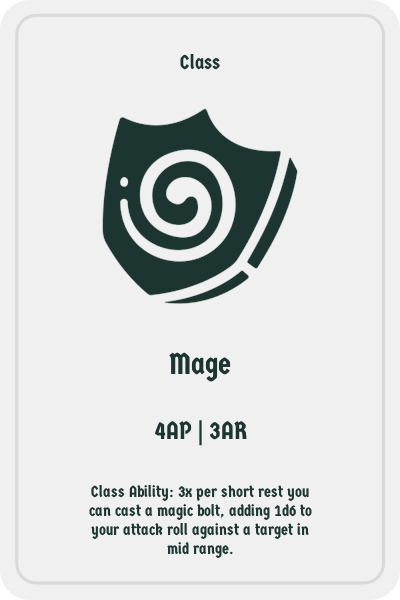 Class
Mage
4AP | 3AR
Class Ability: 3x per short rest you
can cast a magic bolt, adding 1d6 to
your attack roll against a target in
mid range.